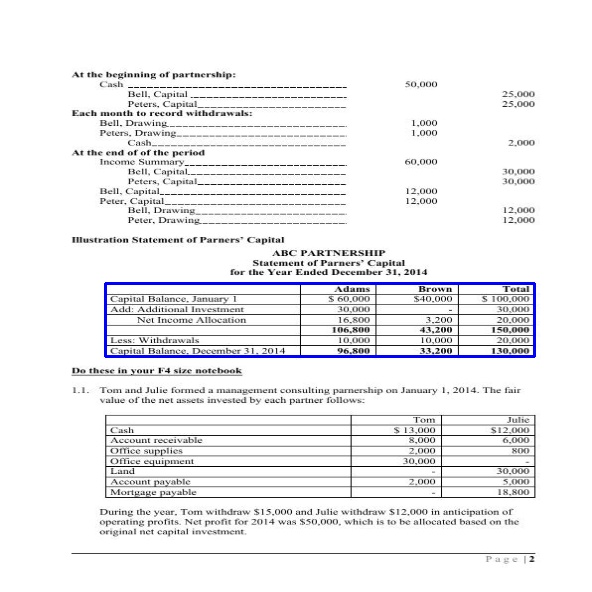 At the beginning of partnership:
Cash 50,000
Bell, Capital 25,000
Peters, Capital 25,000
Each month to record withdrawals:
Bell, Drawing 1,000
Peters, Drawing 1,000
Cash 2,000
At the end of of the period
Income Summary 60,000
Bell, Capital 30,000
Peters, Capital 30,000
Bell, Capital 12,000
Peter, Capital 12,000
Bell, Drawing 12,000
Peter, Drawing 12,000
Illustration Statement of Parners' Capital
ABC PARTNERSHIP
Statement of Parners' Capital
for the Year Ended December 31, 2014
Adams Brown Total
Capital Balance, January 1 $ 60,000 $40,000 $ 100,000
Add: Additional Investment 30,000 - 30,000
Net Income Allocation 16,800 3,200 20,000
106,800 43,200 150,000
Less: Withdrawals 10,000 10,000 20,000
Capital Balance, December 31, 2014 96,800 33,200 130,000
Do these in your F4 size notebook
1.1. Tom and Julie formed a management consulting parnership on January 1, 2014. The fair
value of the net assets invested by each partner follows:
Tom Julie
Cash $ 13,000 $12,000
Account receivable 8,000 6,000
Office supplies 2,000 800
Office equipment 30,000 -
Land - 30,000
Account payable 2,000 5,000
Mortgage payable - 18,800
During the year, Tom withdraw $15,000 and Julie withdraw $12,000 in anticipation of
operating profits. Net profit for 2014 was $50,000, which is to be allocated based on the
original net capital investment.
Page | 2